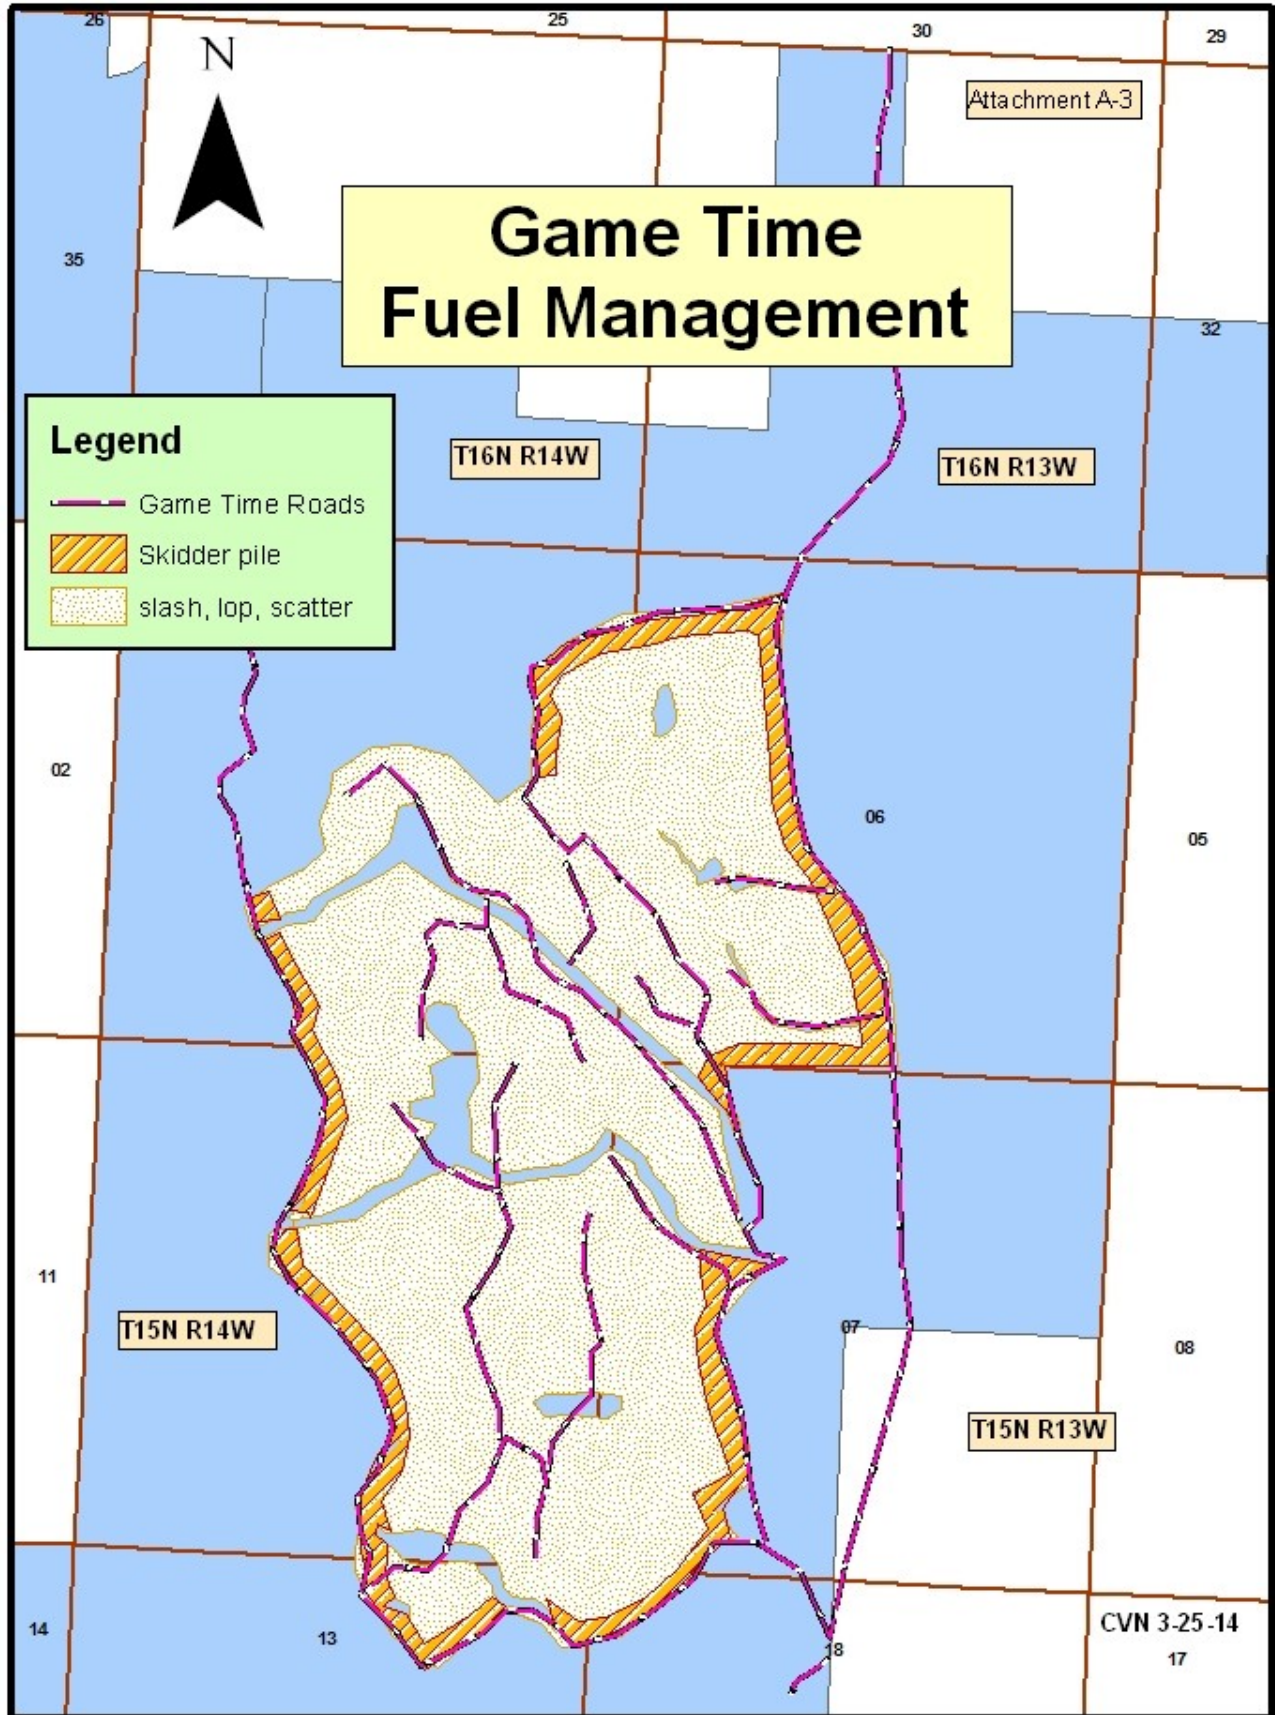 26
25
30
29
N
Attachment A-3
Game Time
Fuel Management
35
32
Legend
Game Time Roads
Skidder pile
slash, lop, scatter
T16N R14W
T16N R13W
02
06
05
11
T15N R14W
07
08
T15N R13W
14
13
18
CVN 3-25-14
17